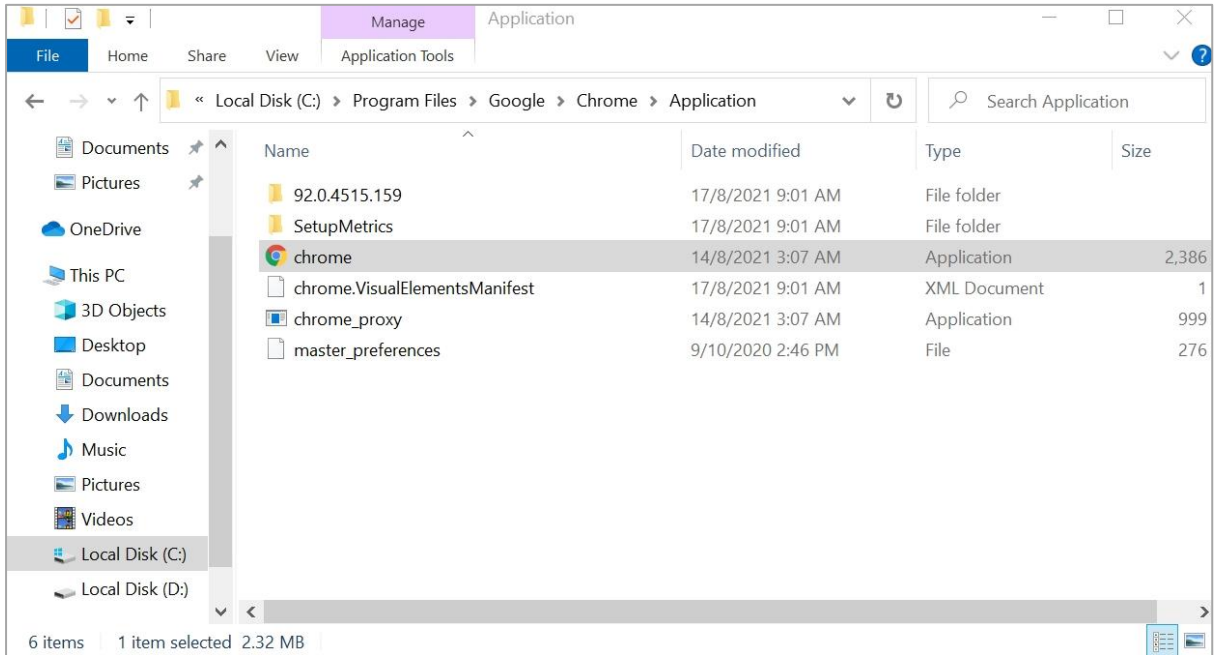 Manage Application
File Home Share View Application Tools ?
« Local Disk (C:) > Program Files > Google > Chrome > Application Search Application
Documents
Pictures
OneDrive
This PC
3D Objects
Desktop
Documents
Downloads
Music
Pictures
Videos
Local Disk (C:)
Local Disk (D:)
Name Date modified Type Size
92.0.4515.159 17/8/2021 9:01 AM File folder
SetupMetrics 17/8/2021 9:01 AM File folder
chrome 14/8/2021 3:07 AM Application 2,386
chrome.VisualElementsManifest 17/8/2021 9:01 AM XML Document 1
chrome_proxy 14/8/2021 3:07 AM Application 999
master_preferences 9/10/2020 2:46 PM File 276
6 items 1 item selected 2.32 MB